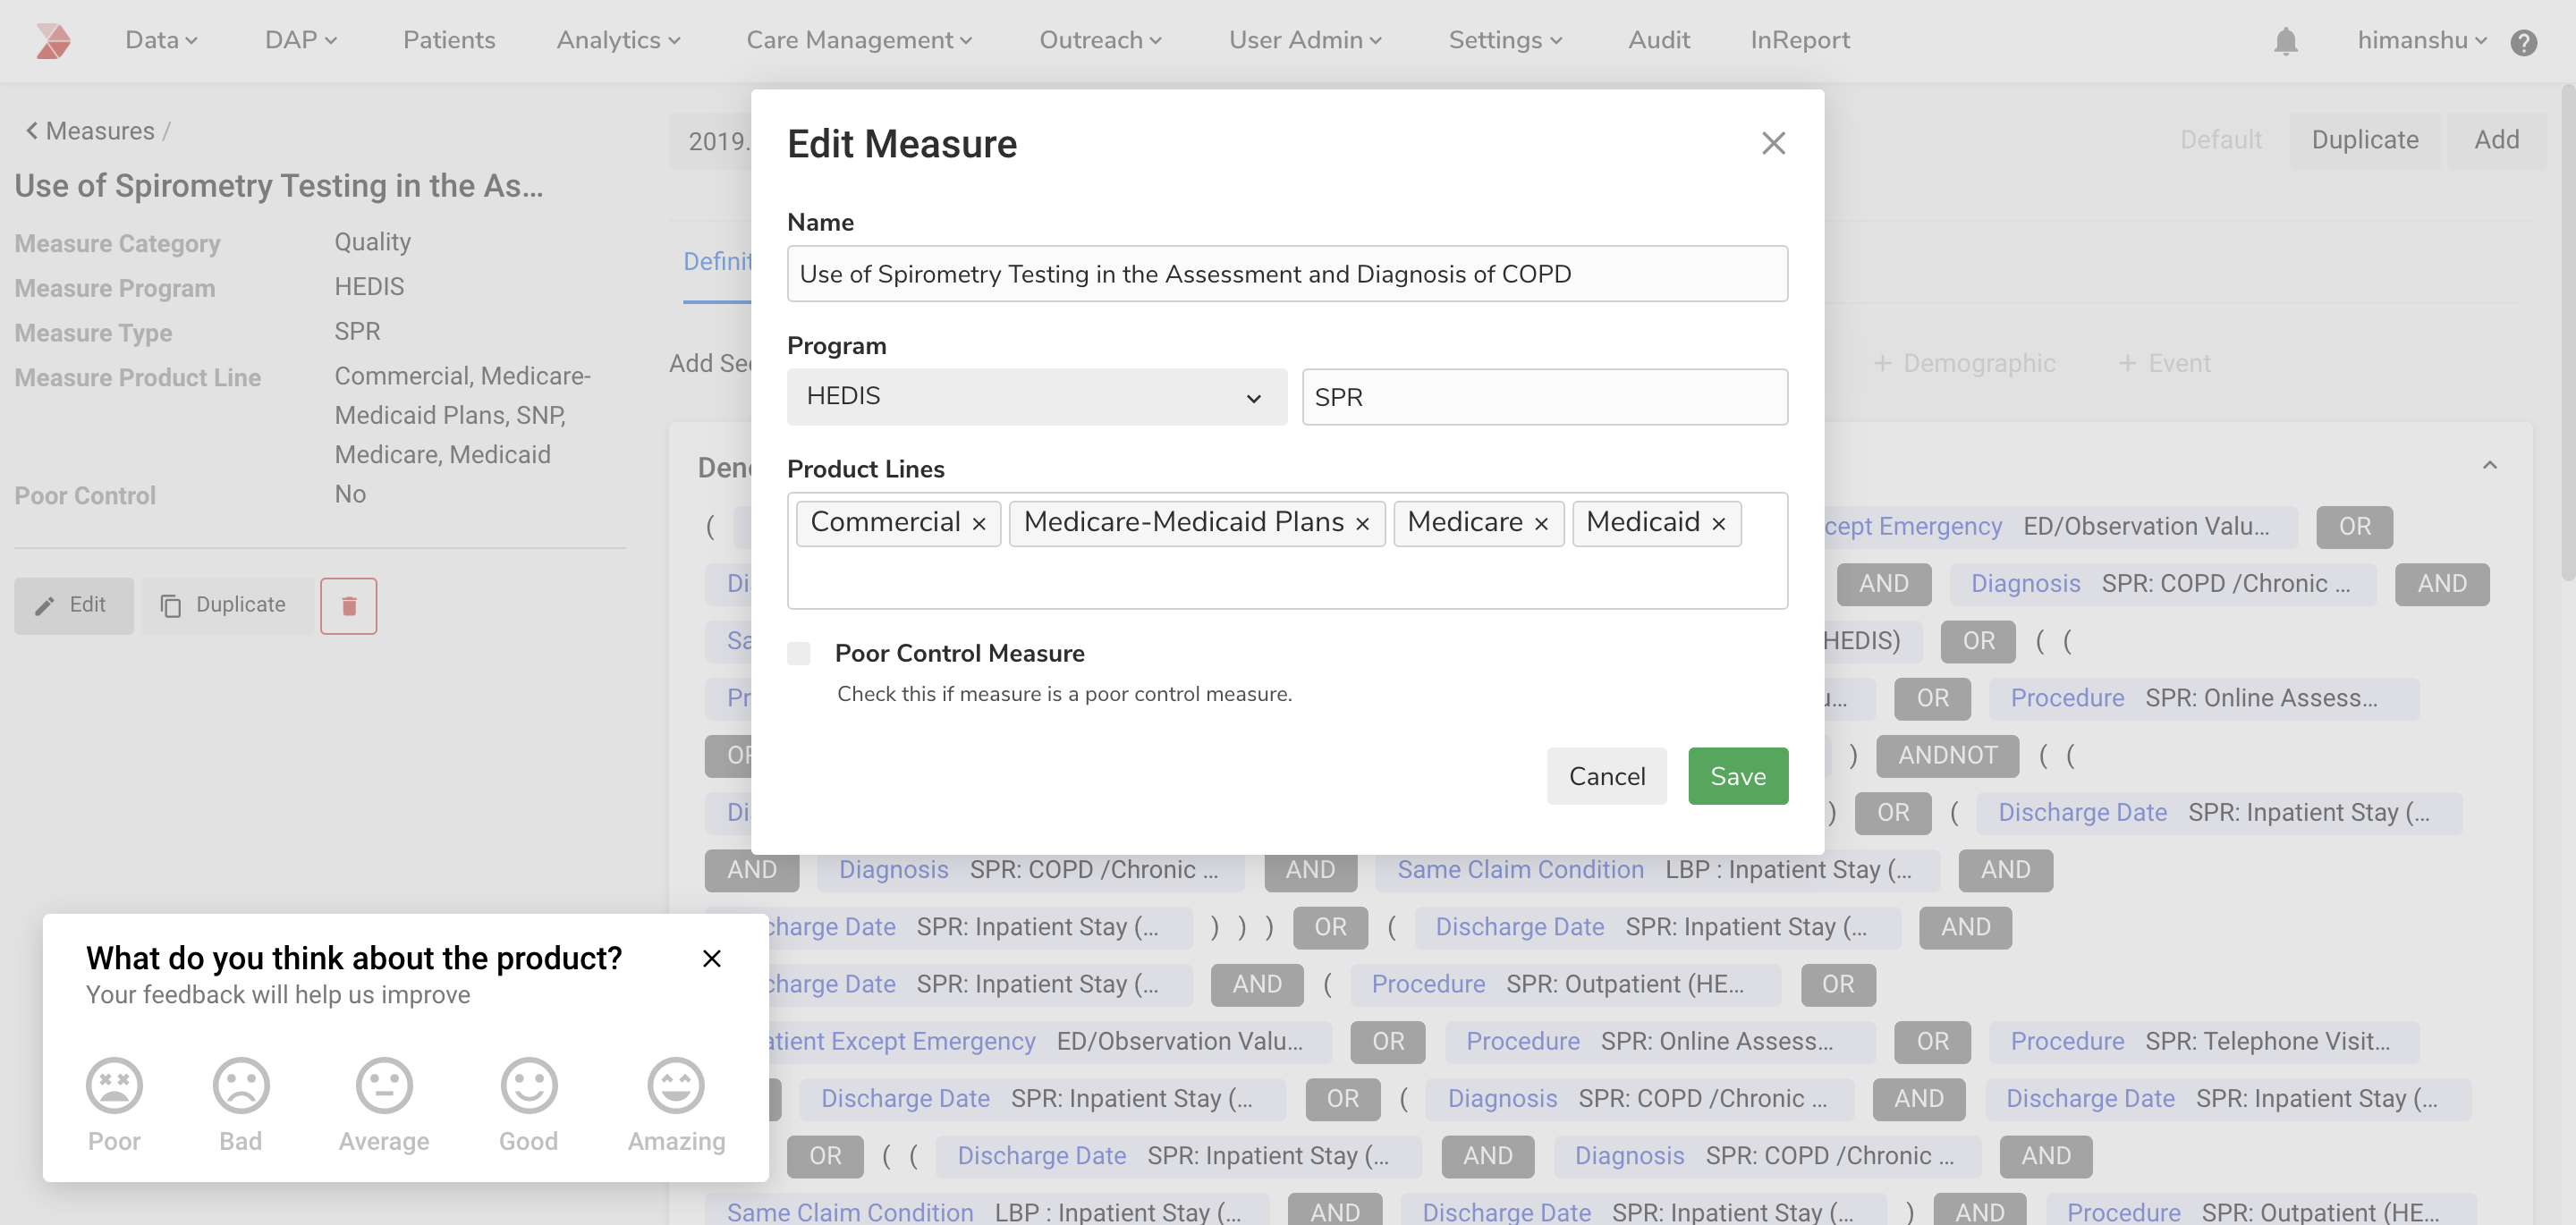 Data DAP Patients Analytics Care Management Outreach User Admin Settings Audit InReport himanshu
Measures /
Use of Spirometry Testing in the As...
Measure Category Quality
Measure Program HEDIS
Measure Type SPR
Measure Product Line Commercial, Medicare-
Medicaid Plans, SNP,
Medicare, Medicaid
Poor Control No
Edit Duplicate
2019.
Default Duplicate Add
Add
+ Demographic + Event
Edit Measure
Name
Use of Spirometry Testing in the Assessment and Diagnosis of COPD
Program
HEDIS SPR
Product Lines
Commercial × Medicare-Medicaid Plans × Medicare × Medicaid ×
Poor Control Measure
Check this if measure is a poor control measure.
Cancel Save
( Emergency ED/Observation Valu... OR
AND Diagnosis SPR: COPD /Chronic ... AND
HEDIS) OR ( (
OR Procedure SPR: Online Assess...
) ANDNOT ( (
) OR ( Discharge Date SPR: Inpatient Stay (...
AND Diagnosis SPR: COPD /Chronic ... AND Same Claim Condition LBP : Inpatient Stay (... AND
Date SPR: Inpatient Stay (... ) ) ) OR ( Discharge Date SPR: Inpatient Stay (... AND
Date SPR: Inpatient Stay (... AND ( Procedure SPR: Outpatient (HE... OR
Except Emergency ED/Observation Valu... OR Procedure SPR: Online Assess... OR Procedure SPR: Telephone Visit...
Discharge Date SPR: Inpatient Stay (... OR ( Diagnosis SPR: COPD /Chronic ... AND Discharge Date SPR: Inpatient Stay (...
OR ( ( Discharge Date SPR: Inpatient Stay (... AND Diagnosis SPR: COPD /Chronic ... AND
Same Claim Condition LBP : Inpatient Stay (... AND Discharge Date SPR: Inpatient Stay (... ) AND Procedure SPR: Outpatient (HE...
What do you think about the product?
Your feedback will help us improve
Poor Bad Average Good Amazing